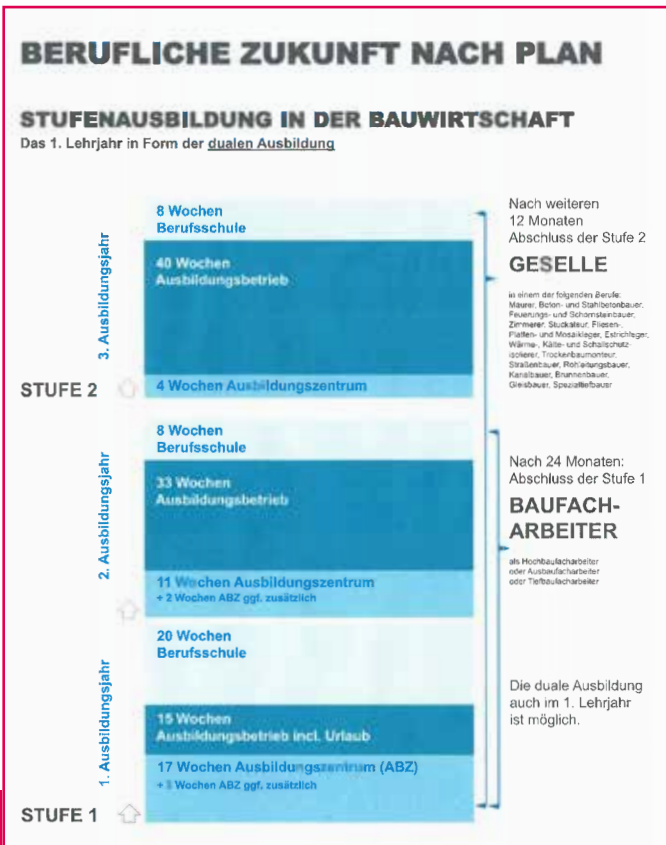 BERUFLICHE ZUKUNFT NACH PLAN
STUFENAUSBILDUNG IN DER BAUWIRTSCHAFT
Das 1. Lehrjahr in Form der dualen Ausbildung
3. Ausbildungsjahr
8 Wochen
Berufsschule
40 Wochen
Ausbildungsbetrieb
4 Wochen Ausbildungszentrum
STUFE 2
Nach weiteren
12 Monaten
Abschluss der Stufe 2
GESELLE
in einem der folgenden Berufe:
Maurer, Beton- und Stahlbetonbauer,
Feuerungs- und Schornsteinbauer,
Zimmerer, Stuckateur, Fliesen-,
Platten- und Mosaikleger, Estrichleger,
Wärme-, Kälte- und Schallschutz-
isolierer, Trockenbaumonteur,
Straßenbauer, Rohrleitungsbauer,
Kanalbauer, Brunnenbauer,
Gleisbauer, Spezialtiefbauer
2. Ausbildungsjahr
8 Wochen
Berufsschule
33 Wochen
Ausbildungsbetrieb
11 Wochen Ausbildungszentrum
+ 2 Wochen ABZ ggf. zusätzlich
Nach 24 Monaten:
Abschluss der Stufe 1
BAUFACH-
ARBEITER
als Hochbaufacharbeiter
oder Ausbaufacharbeiter
oder Tiefbaufacharbeiter
1. Ausbildungsjahr
20 Wochen
Berufsschule
15 Wochen
Ausbildungsbetrieb incl. Urlaub
17 Wochen Ausbildungszentrum (ABZ)
+ Wochen ABZ ggf. zusätzlich
STUFE 1
Die duale Ausbildung
auch im 1. Lehrjahr
ist möglich.